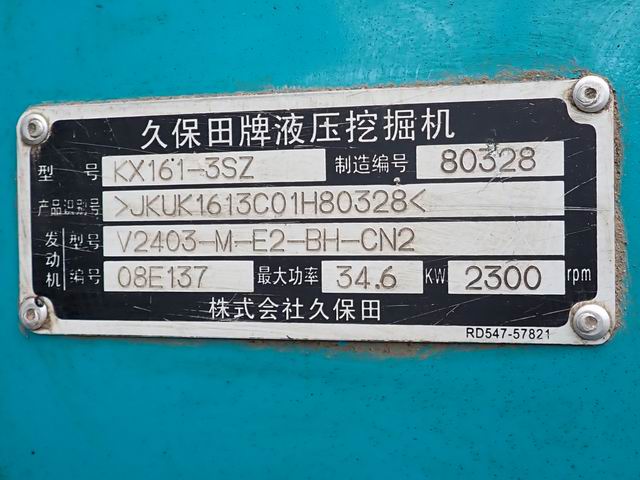 久保田牌液压挖掘机
型 号 KX161-3SZ 制造编号 80328
产品识别号 >JKUK1613C01H80328<
发动机 型号 V2403-M-E2-BH-CN2
编号 08E137 最大功率 34.6 KW 2300 rpm
株式会社久保田
RD547-57821